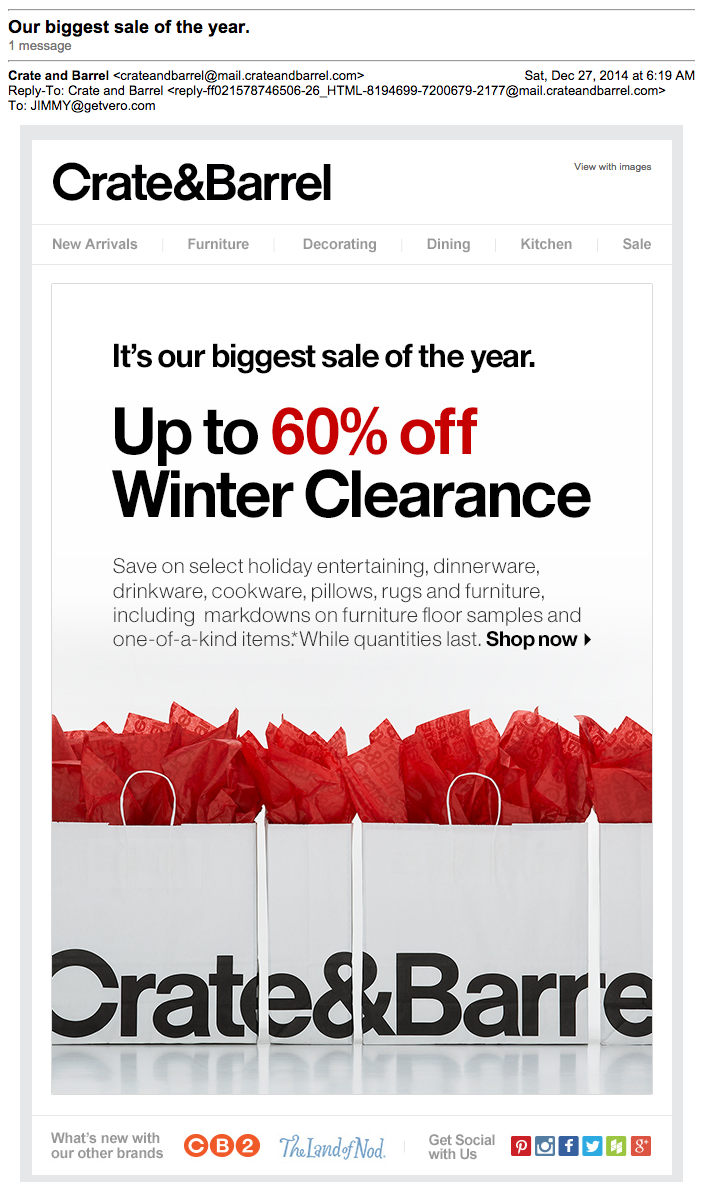 Our biggest sale of the year.
1 message
Crate and Barrel <crateandbarrel@mail.crateandbarrel.com> Sat, Dec 27, 2014 at 6:19 AM
Reply-To: Crate and Barrel <reply-ff021578746506-26_HTML-8194699-7200679-2177@mail.crateandbarrel.com>
To: JIMMY@getvero.com
Crate&Barrel
View with images
New Arrivals | Furniture | Decorating | Dining | Kitchen | Sale
It's our biggest sale of the year.
Up to 60% off
Winter Clearance
Save on select holiday entertaining, dinnerware,
drinkware, cookware, pillows, rugs and furniture,
including markdowns on furniture floor samples and
one-of-a-kind items.* While quantities last. Shop now
Crate&Barre
What's new with
our other brands
CB2
The Land of Nod.
Get Social
with Us